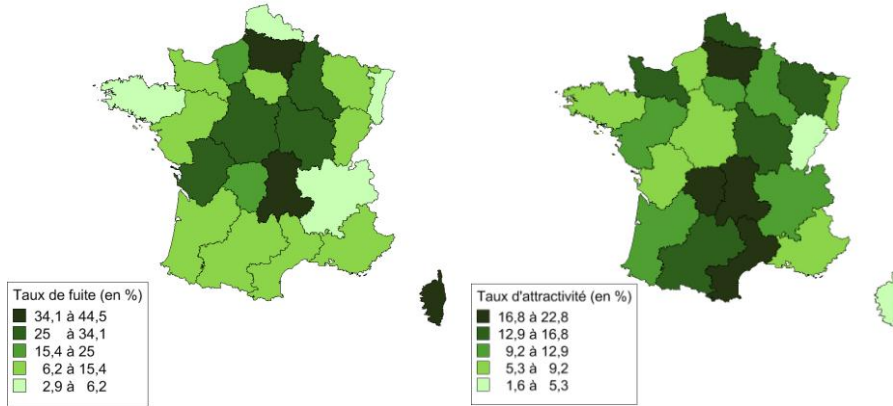 Taux de fuite (en %)
34,1 à 44,5
25 à 34,1
15,4 à 25
6,2 à 15,4
2,9 à 6,2
Taux d'attractivité (en %)
16,8 à 22,8
12,9 à 16,8
9,2 à 12,9
5,3 à 9,2
1,6 à 5,3